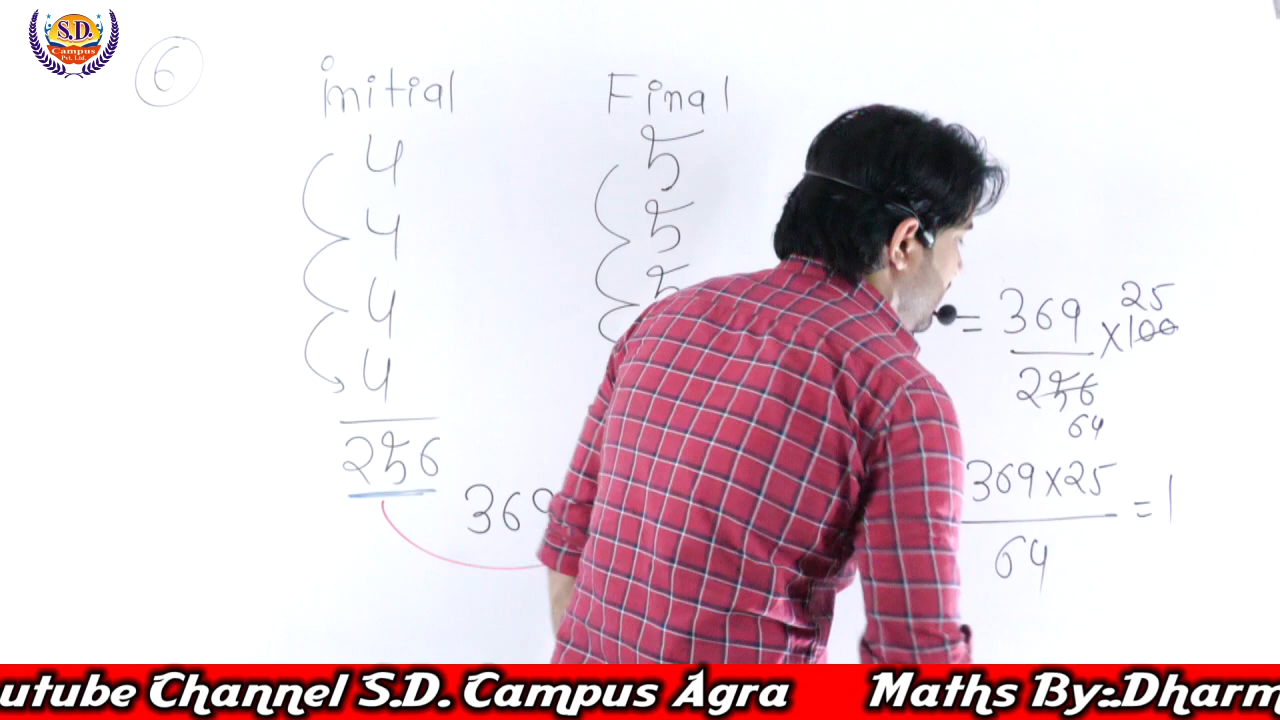 S.D.
Campus
Pvt. Ltd.
6
initial
Final
4
5
4
5
4
5
4
256
369
= 369/256 × 100
25
64
369×25/64 = 1
utube Channel S.D. Campus Agra
Maths By:.Dharm